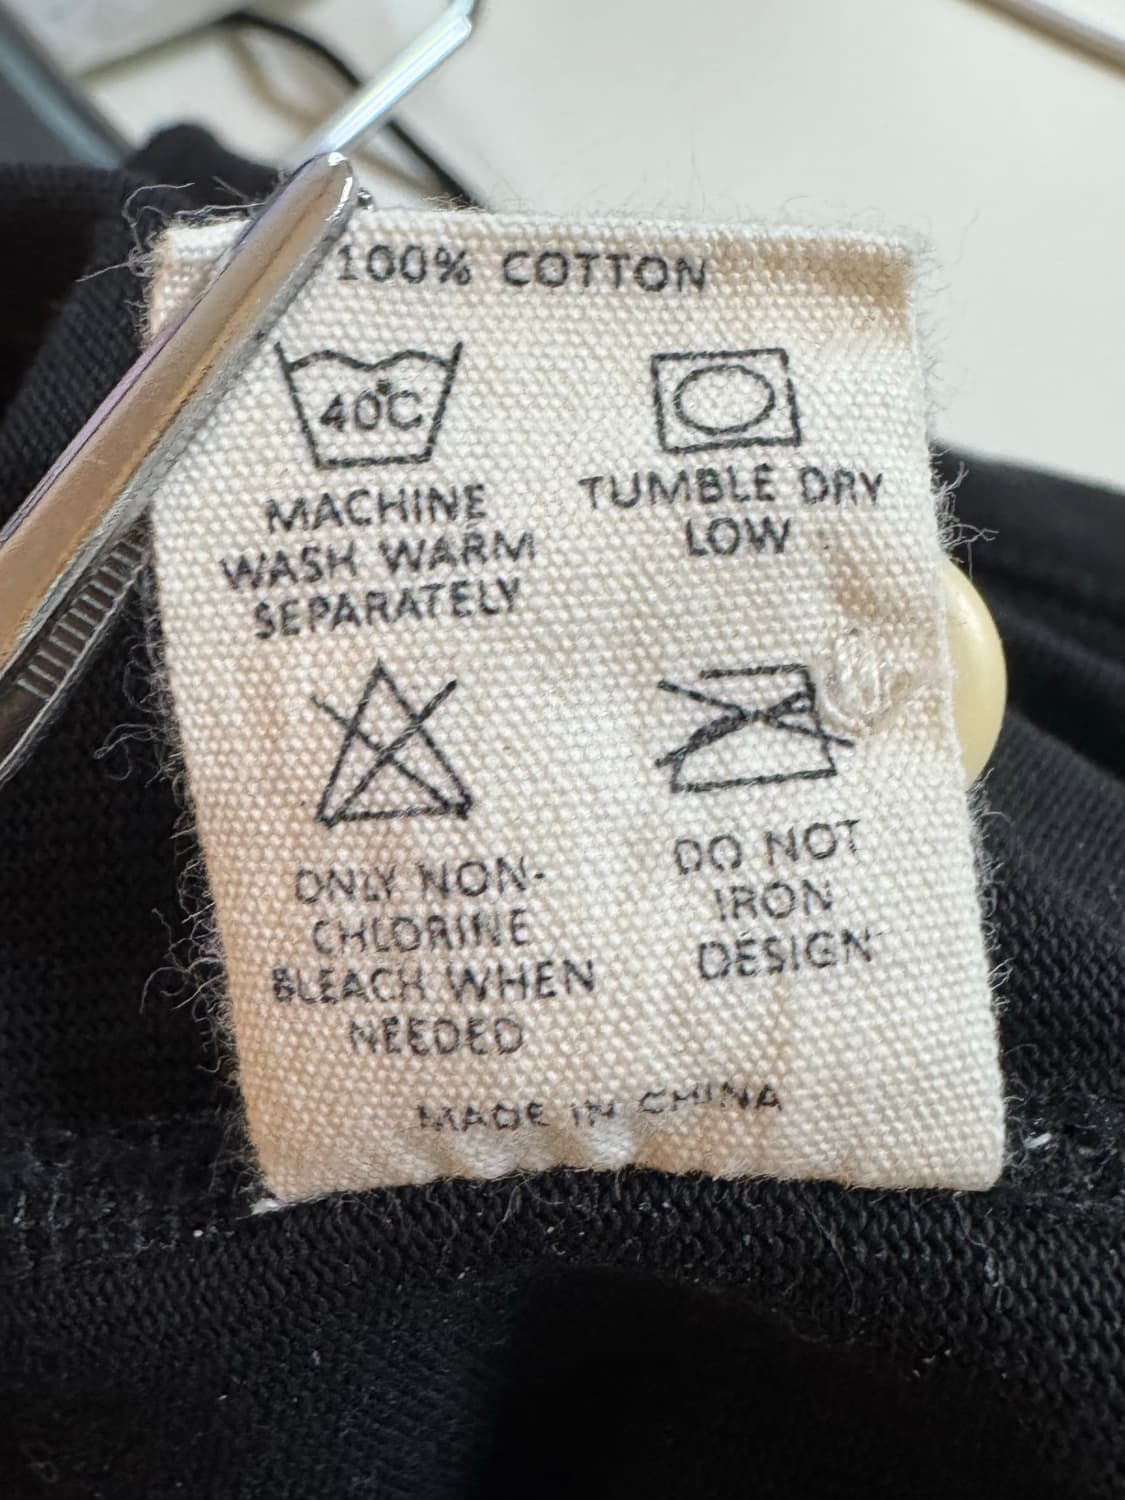 100% COTTON
40°C
MACHINE
WASH WARM
SEPARATELY
TUMBLE DRY
LOW
ONLY NON-
CHLORINE
BLEACH WHEN
NEEDED
DO NOT
IRON
DESIGN
MADE IN CHINA